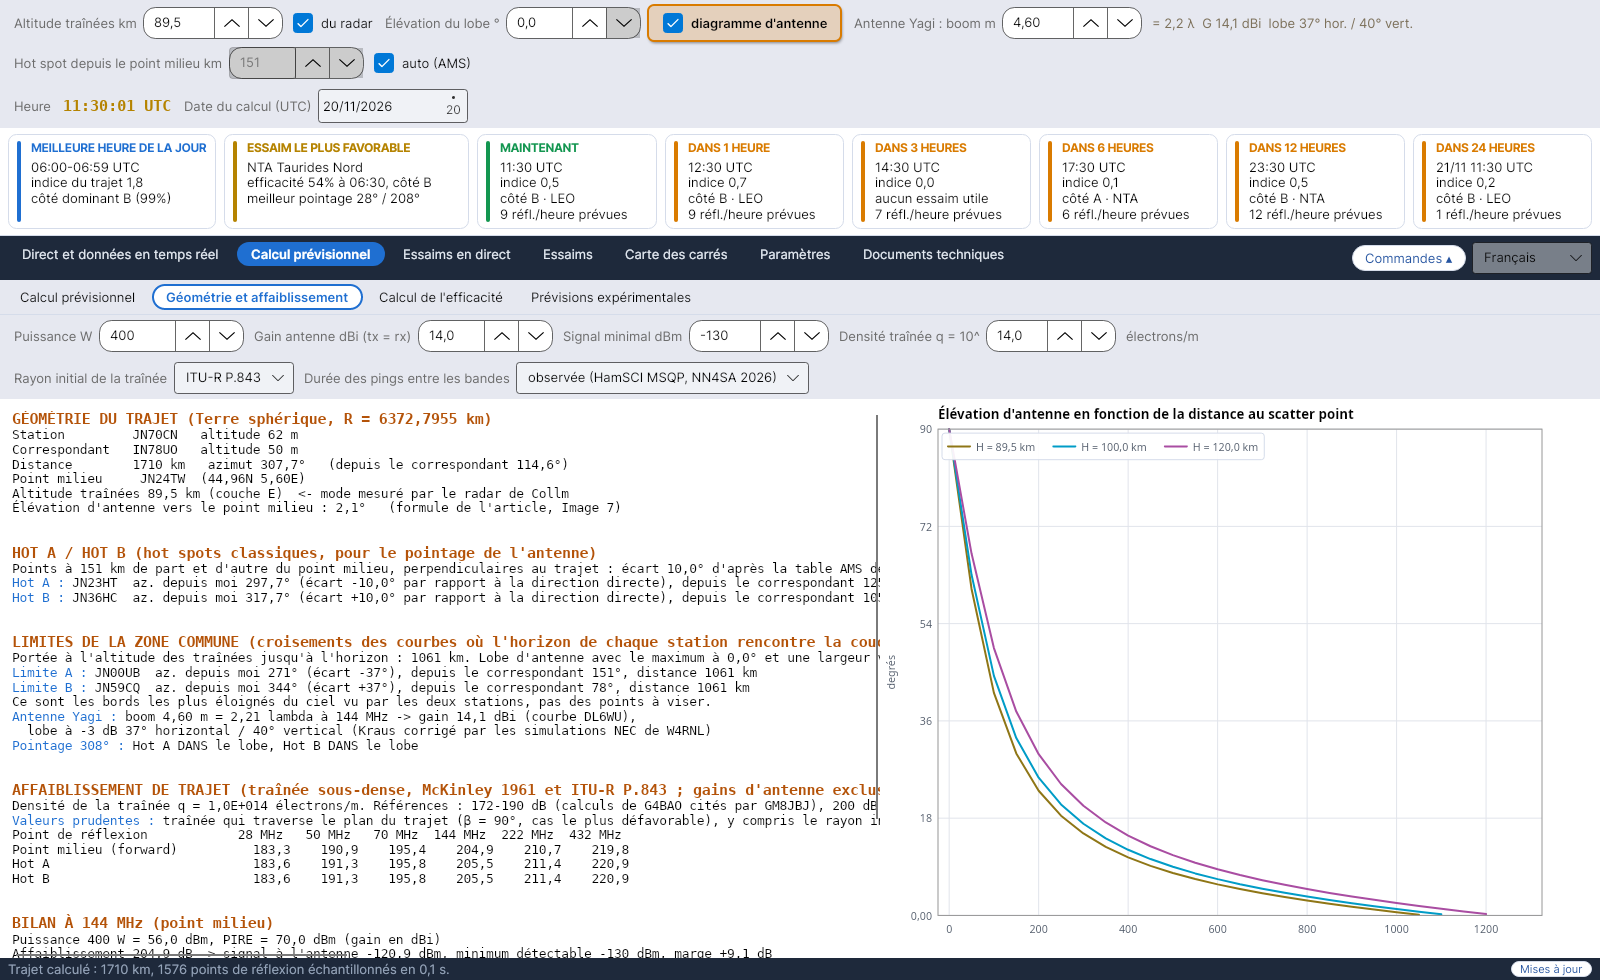 Altitude traînées km 89,5 du radar Élévation du lobe ° 0,0 diagramme d'antenne Antenne Yagi : boom m 4,60 = 2,2 λ G 14,1 dBi lobe 37° hor. / 40° vert.
Hot spot depuis le point milieu km 151 auto (AMS)
Heure 11:30:01 UTC Date du calcul (UTC) 20/11/2026 20
MEILLEURE HEURE DE LA JOUR
06:00-06:59 UTC
indice du trajet 1,8
côté dominant B (99%)
ESSAIM LE PLUS FAVORABLE
NTA Taurides Nord
efficacité 54% à 06:30, côté B
meilleur pointage 28° / 208°
MAINTENANT
11:30 UTC
indice 0,5
côté B · LEO
9 réfl./heure prévues
DANS 1 HEURE
12:30 UTC
indice 0,7
côté B · LEO
9 réfl./heure prévues
DANS 3 HEURES
14:30 UTC
indice 0,0
aucun essaim utile
7 réfl./heure prévues
DANS 6 HEURES
17:30 UTC
indice 0,1
côté A · NTA
6 réfl./heure prévues
DANS 12 HEURES
23:30 UTC
indice 0,5
côté B · NTA
12 réfl./heure prévues
DANS 24 HEURES
21/11 11:30 UTC
indice 0,2
côté B · LEO
1 réfl./heure prévues
Direct et données en temps réel Calcul prévisionnel Essaims en direct Essaims Carte des carrés Paramètres Documents techniques Commandes ▴ Français
Calcul prévisionnel Géométrie et affaiblissement Calcul de l'efficacité Prévisions expérimentales
Puissance W 400 Gain antenne dBi (tx = rx) 14,0 Signal minimal dBm -130 Densité traînée q = 10^ 14,0 électrons/m
Rayon initial de la traînée ITU-R P.843 Durée des pings entre les bandes observée (HamSCI MSQP, NN4SA 2026)
GÉOMÉTRIE DU TRAJET (Terre sphérique, R = 6372,7955 km)
Station JN70CN altitude 62 m
Correspondant IN78UO altitude 50 m
Distance 1710 km azimut 307,7° (depuis le correspondant 114,6°)
Point milieu JN24TW (44,96N 5,60E)
Altitude traînées 89,5 km (couche E) <- mode mesuré par le radar de Collm
Élévation d'antenne vers le point milieu : 2,1° (formule de l'article, Image 7)
HOT A / HOT B (hot spots classiques, pour le pointage de l'antenne)
Points à 151 km de part et d'autre du point milieu, perpendiculaires au trajet : écart 10,0° d'après la table AMS
Hot A : JN23HT az. depuis moi 297,7° (écart -10,0° par rapport à la direction directe), depuis le correspondant
Hot B : JN36HC az. depuis moi 317,7° (écart +10,0° par rapport à la direction directe), depuis le correspondant
LIMITES DE LA ZONE COMMUNE (croisements des courbes où l'horizon de chaque station rencontre la
Portée à l'altitude des traînées jusqu'à l'horizon : 1061 km. Lobe d'antenne avec le maximum à 0,0° et une largeur
Limite A : JN00UB az. depuis moi 271° (écart -37°), depuis le correspondant 151°, distance 1061 km
Limite B : JN59CQ az. depuis moi 344° (écart +37°), depuis le correspondant 78°, distance 1061 km
Ce sont les bords les plus éloignés du ciel vu par les deux stations, pas des points à viser.
Antenne Yagi : boom 4,60 m = 2,21 lambda à 144 MHz -> gain 14,1 dBi (courbe DL6WU),
lobe à -3 dB 37° horizontal / 40° vertical (Kraus corrigé par les simulations NEC de W4RNL)
Pointage 308° : Hot A DANS le lobe, Hot B DANS le lobe
AFFAIBLISSEMENT DE TRAJET (traînée sous-dense, McKinley 1961 et ITU-R P.843 ; gains d'antenne
Densité de la traînée q = 1,0E+014 électrons/m. Références : 172-190 dB (calculs de G4BAO cités par GM8JBJ), 200 dB
Valeurs prudentes : traînée qui traverse le plan du trajet (β = 90°, cas le plus défavorable), y compris le rayon
Point de réflexion 28 MHz 50 MHz 70 MHz 144 MHz 222 MHz 432 MHz
Point milieu (forward) 183,3 190,9 195,4 204,9 210,7 219,8
Hot A 183,6 191,3 195,8 205,5 211,4 220,9
Hot B 183,6 191,3 195,8 205,5 211,4 220,9
BILAN À 144 MHz (point milieu)
Puissance 400 W = 56,0 dBm, PIRE = 70,0 dBm (gain en dBi)
Affaiblissement 204,9 dB -> signal à l'antenne -120,9 dBm, minimum détectable -130 dBm, marge +9,1 dB
Élévation d'antenne en fonction de la distance au scatter point
H = 89,5 km H = 100,0 km H = 120,0 km
degrés
90
72
54
36
18
0,00
0 200 400 600 800 1000 1200
Trajet calculé : 1710 km, 1576 points de réflexion échantillonnés en 0,1 s. Mises à jour